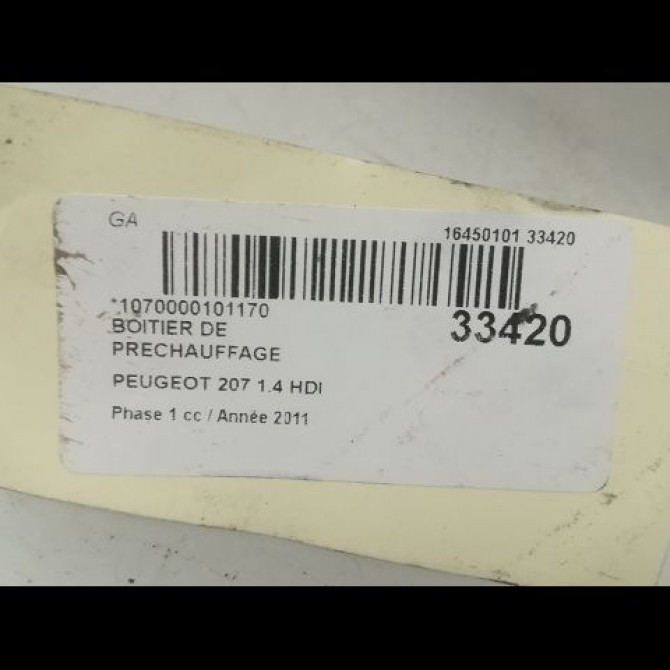 GA
16450101 33420
*1070000101170
33420
BOITIER DE
PRECHAUFFAGE
PEUGEOT 207 1.4 HDI
Phase 1 cc / Année 2011